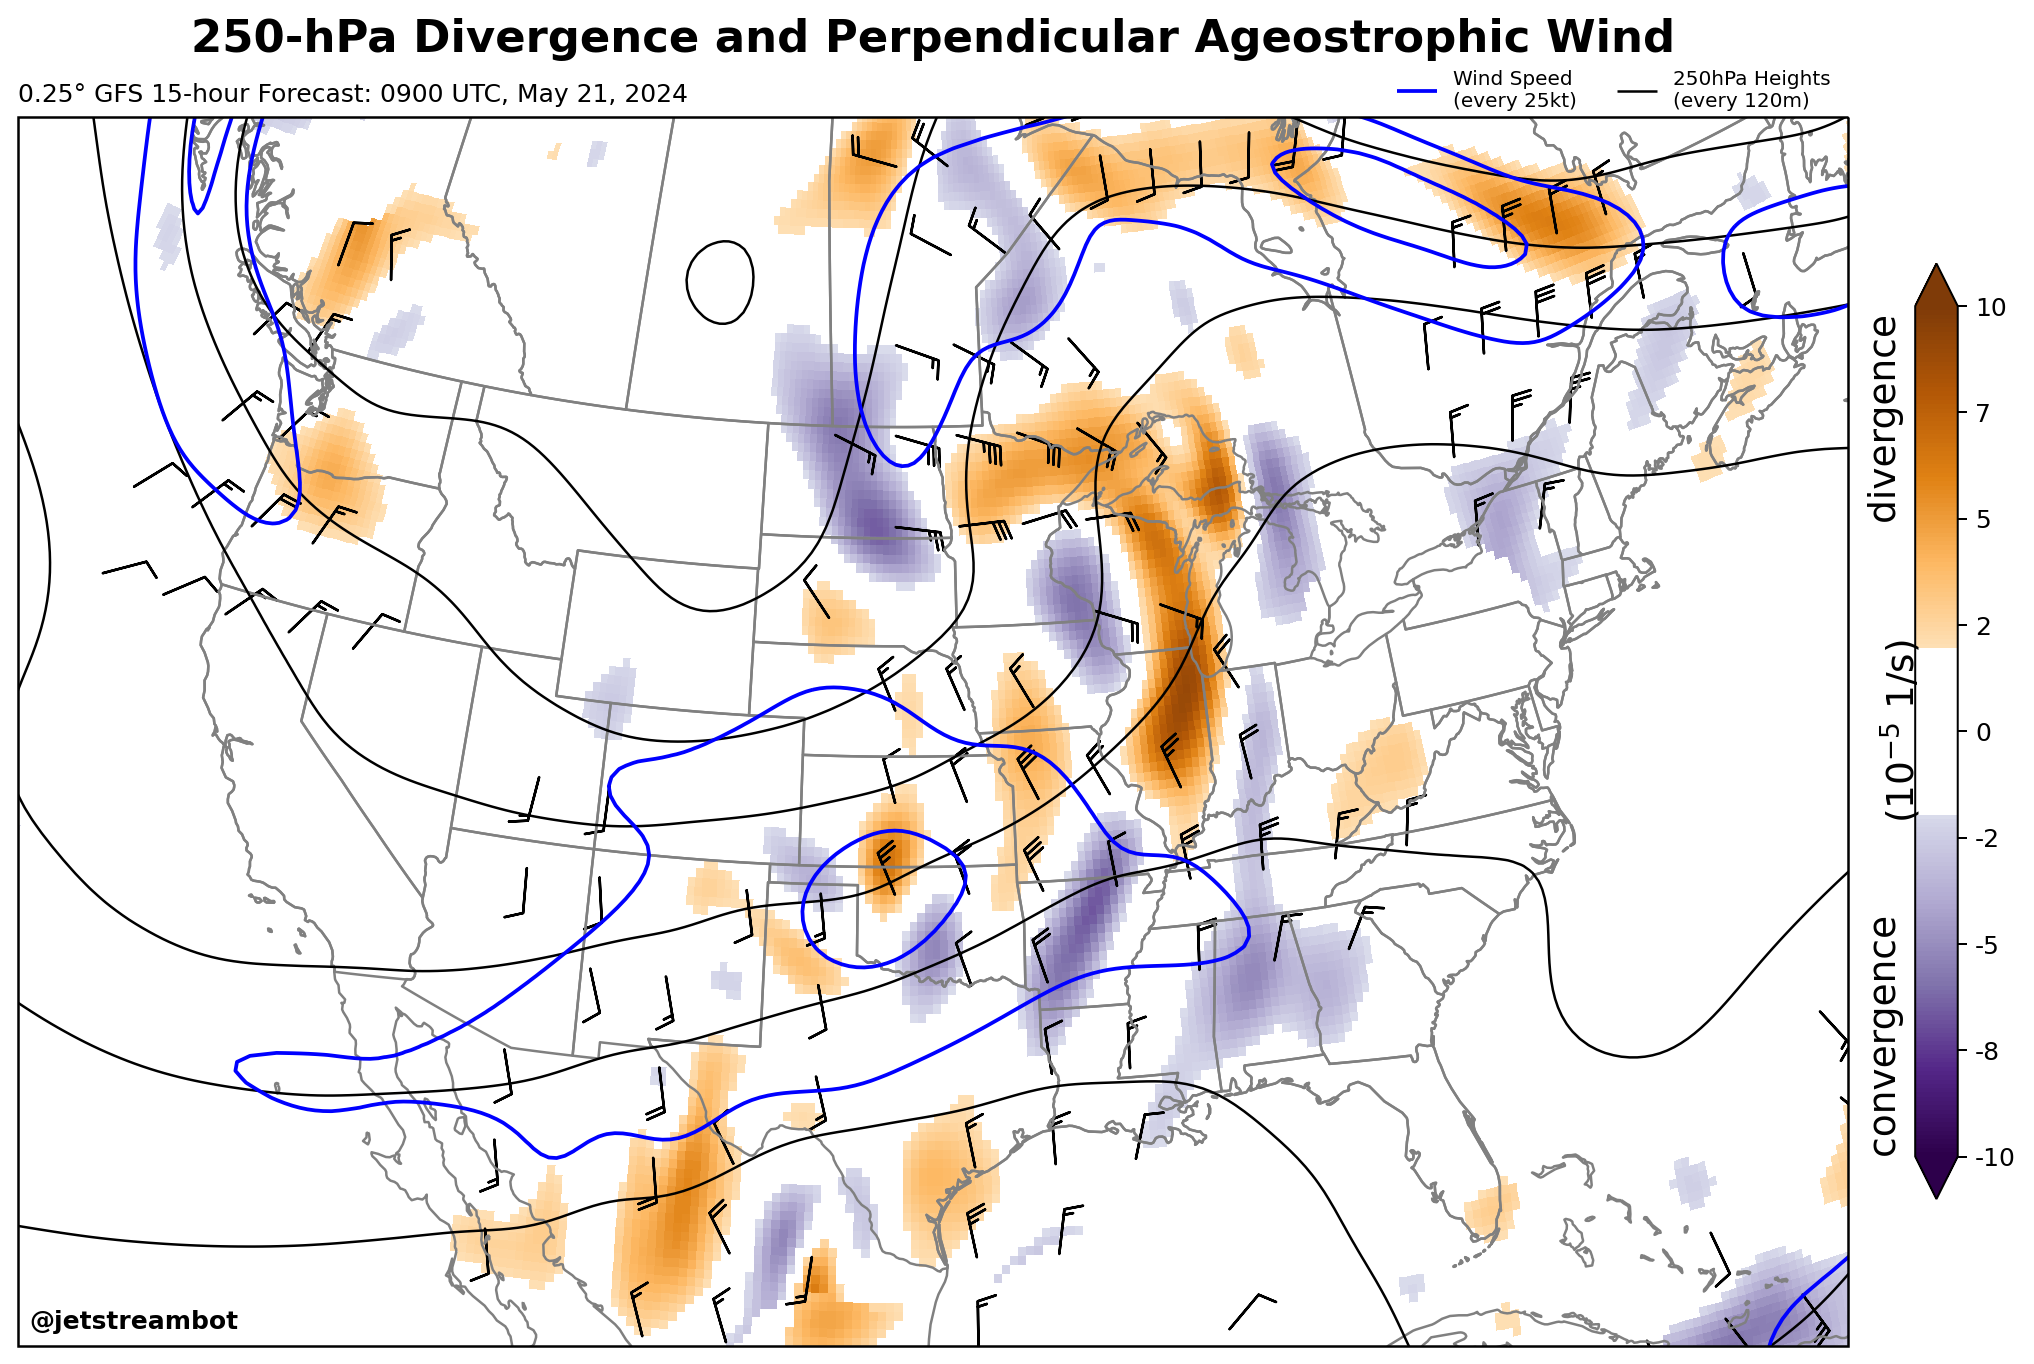 250-hPa Divergence and Perpendicular Ageostrophic Wind
0.25° GFS 15-hour Forecast: 0900 UTC, May 21, 2024
Wind Speed
(every 25kt)
250hPa Heights
(every 120m)
10
7
5
2
0
-2
-5
-8
-10
divergence
(10⁻⁵ 1/s)
convergence
@jetstreambot